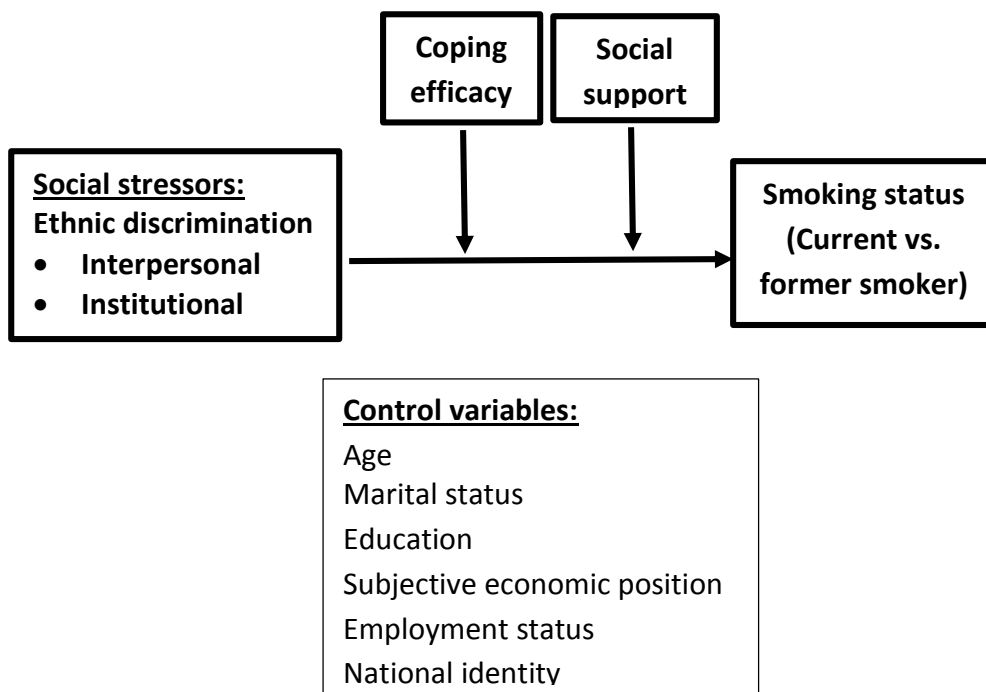 Coping
efficacy
Social
support
Social stressors:
Ethnic discrimination
• Interpersonal
• Institutional
Smoking status
(Current vs.
former smoker)
Control variables:
Age
Marital status
Education
Subjective economic position
Employment status
National identity